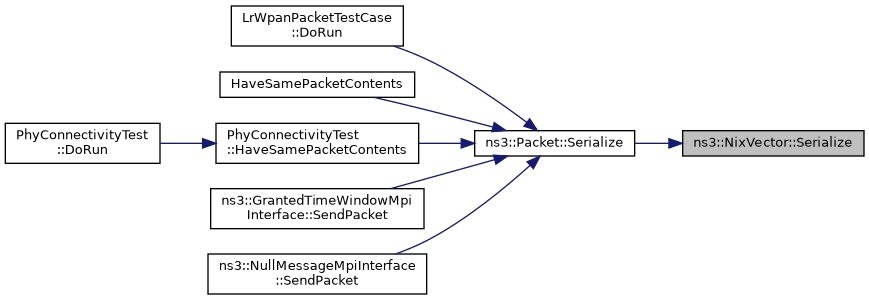 LrWpanPacketTestCase
::DoRun
HaveSamePacketContents
PhyConnectivityTest
::DoRun
PhyConnectivityTest
::HaveSamePacketContents
ns3::Packet::Serialize
ns3::NixVector::Serialize
ns3::GrantedTimeWindowMpi
Interface::SendPacket
ns3::NullMessageMpiInterface
::SendPacket